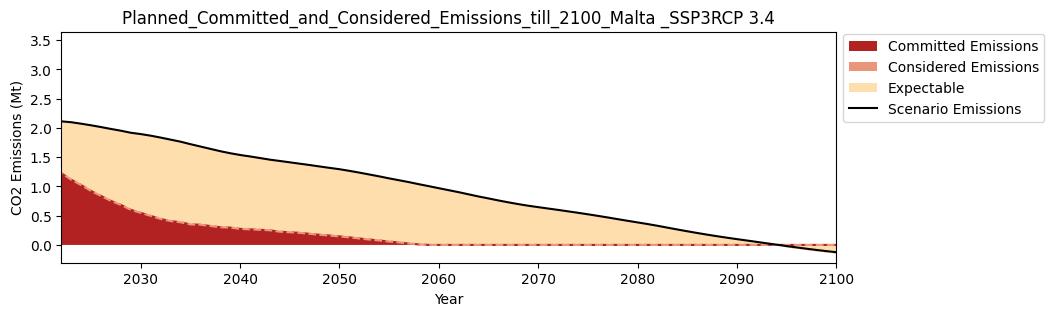 Planned_Committed_and_Considered_Emissions_till_2100_Malta _SSP3RCP 3.4
3.5
3.0
2.5
2.0
1.5
1.0
0.5
0.0
CO2 Emissions (Mt)
2030
2040
2050
2060
2070
2080
2090
2100
Year
Committed Emissions
Considered Emissions
Expectable
Scenario Emissions